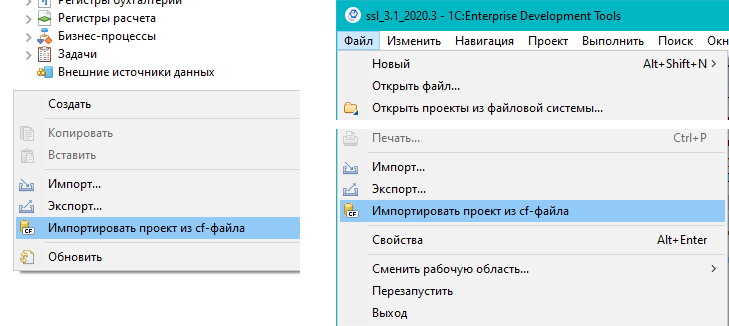 Регистры бухгалтерии
Регистры расчета
Бизнес-процессы
Задачи
Внешние источники данных
Создать
Копировать
Вставить
Импорт...
Экспорт...
CF
Импортировать проект из cf-файла
Обновить
ssl_3.1_2020.3 - 1C:Enterprise Development Tools
Файл Изменить Навигация Проект Выполнить Поиск Окн
Новый Alt+Shift+N >
Открыть файл...
Открыть проекты из файловой системы...
Печать... Ctrl+P
Импорт...
Экспорт...
CF
Импортировать проект из cf-файла
Свойства Alt+Enter
Сменить рабочую область... >
Перезапустить
Выход